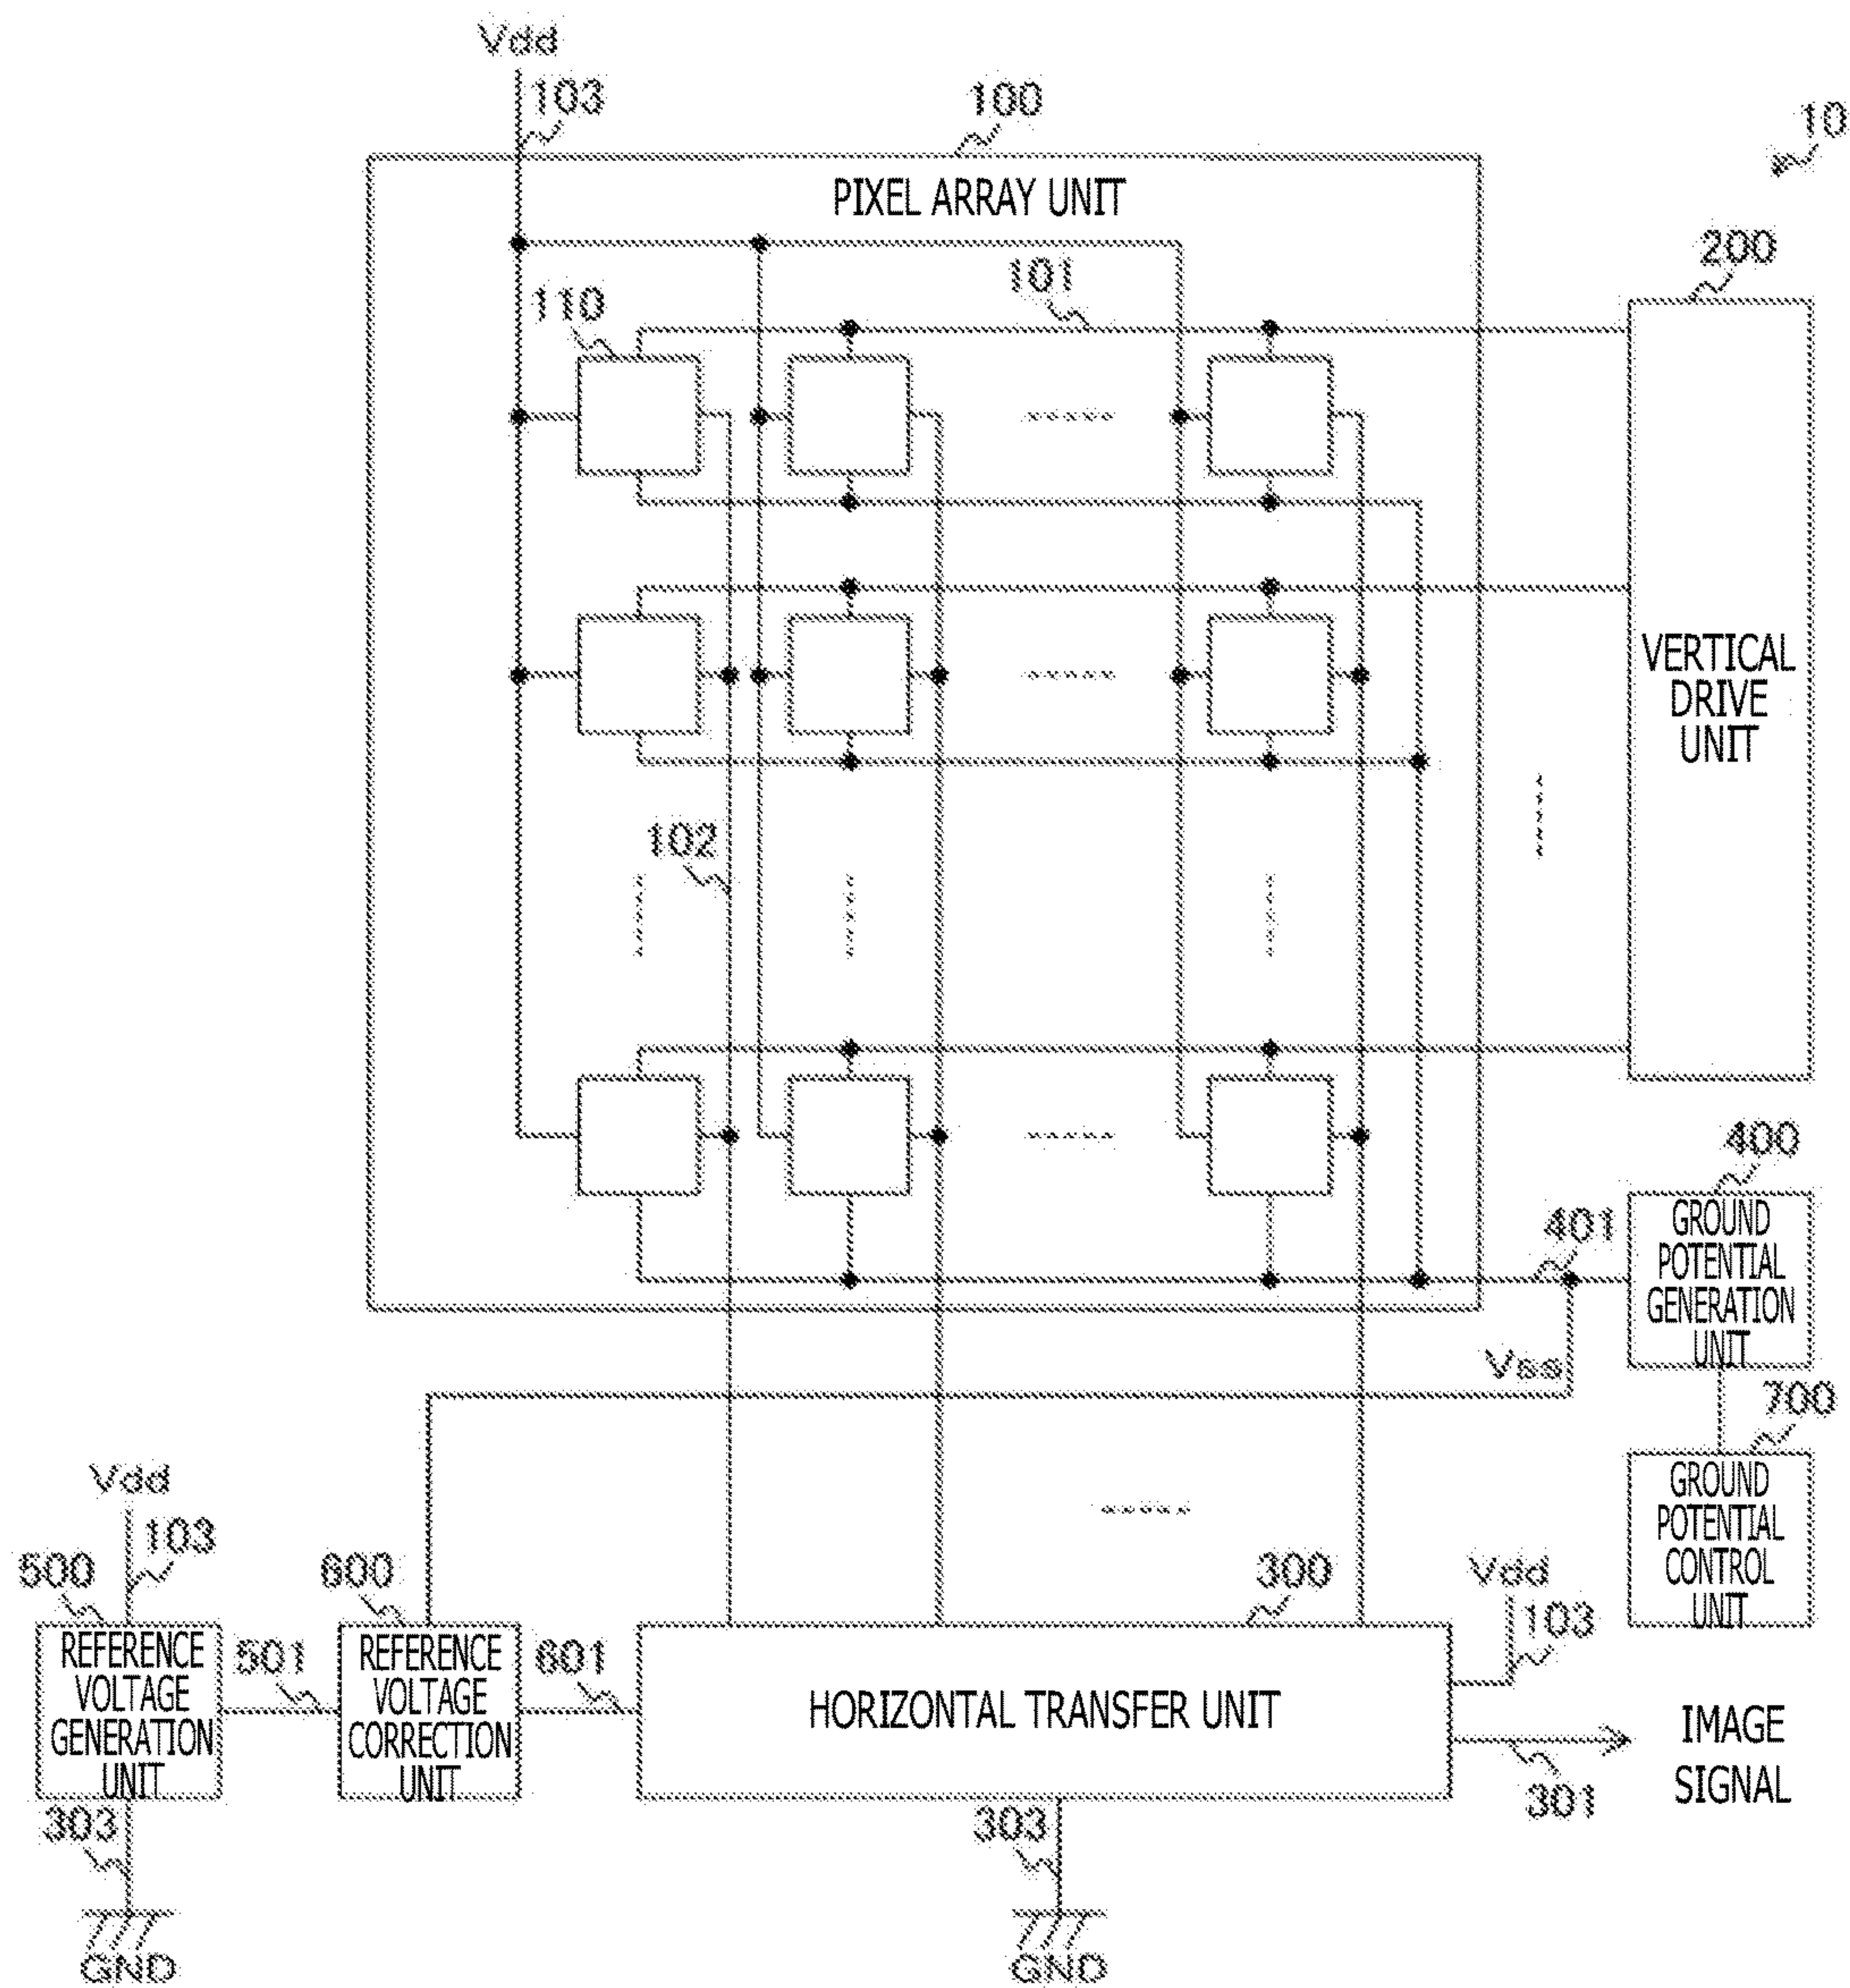 Vdd
103
100
10
PIXEL ARRAY UNIT
200
101
110
VERTICAL
DRIVE
UNIT
102
400
401
GROUND
POTENTIAL
GENERATION
UNIT
Vss
700
GROUND
POTENTIAL
CONTROL
UNIT
Vdd
103
500
600
300
Vdd
103
REFERENCE
VOLTAGE
GENERATION
UNIT
501
REFERENCE
VOLTAGE
CORRECTION
UNIT
601
HORIZONTAL TRANSFER UNIT
IMAGE
SIGNAL
301
303
303
GND
GND